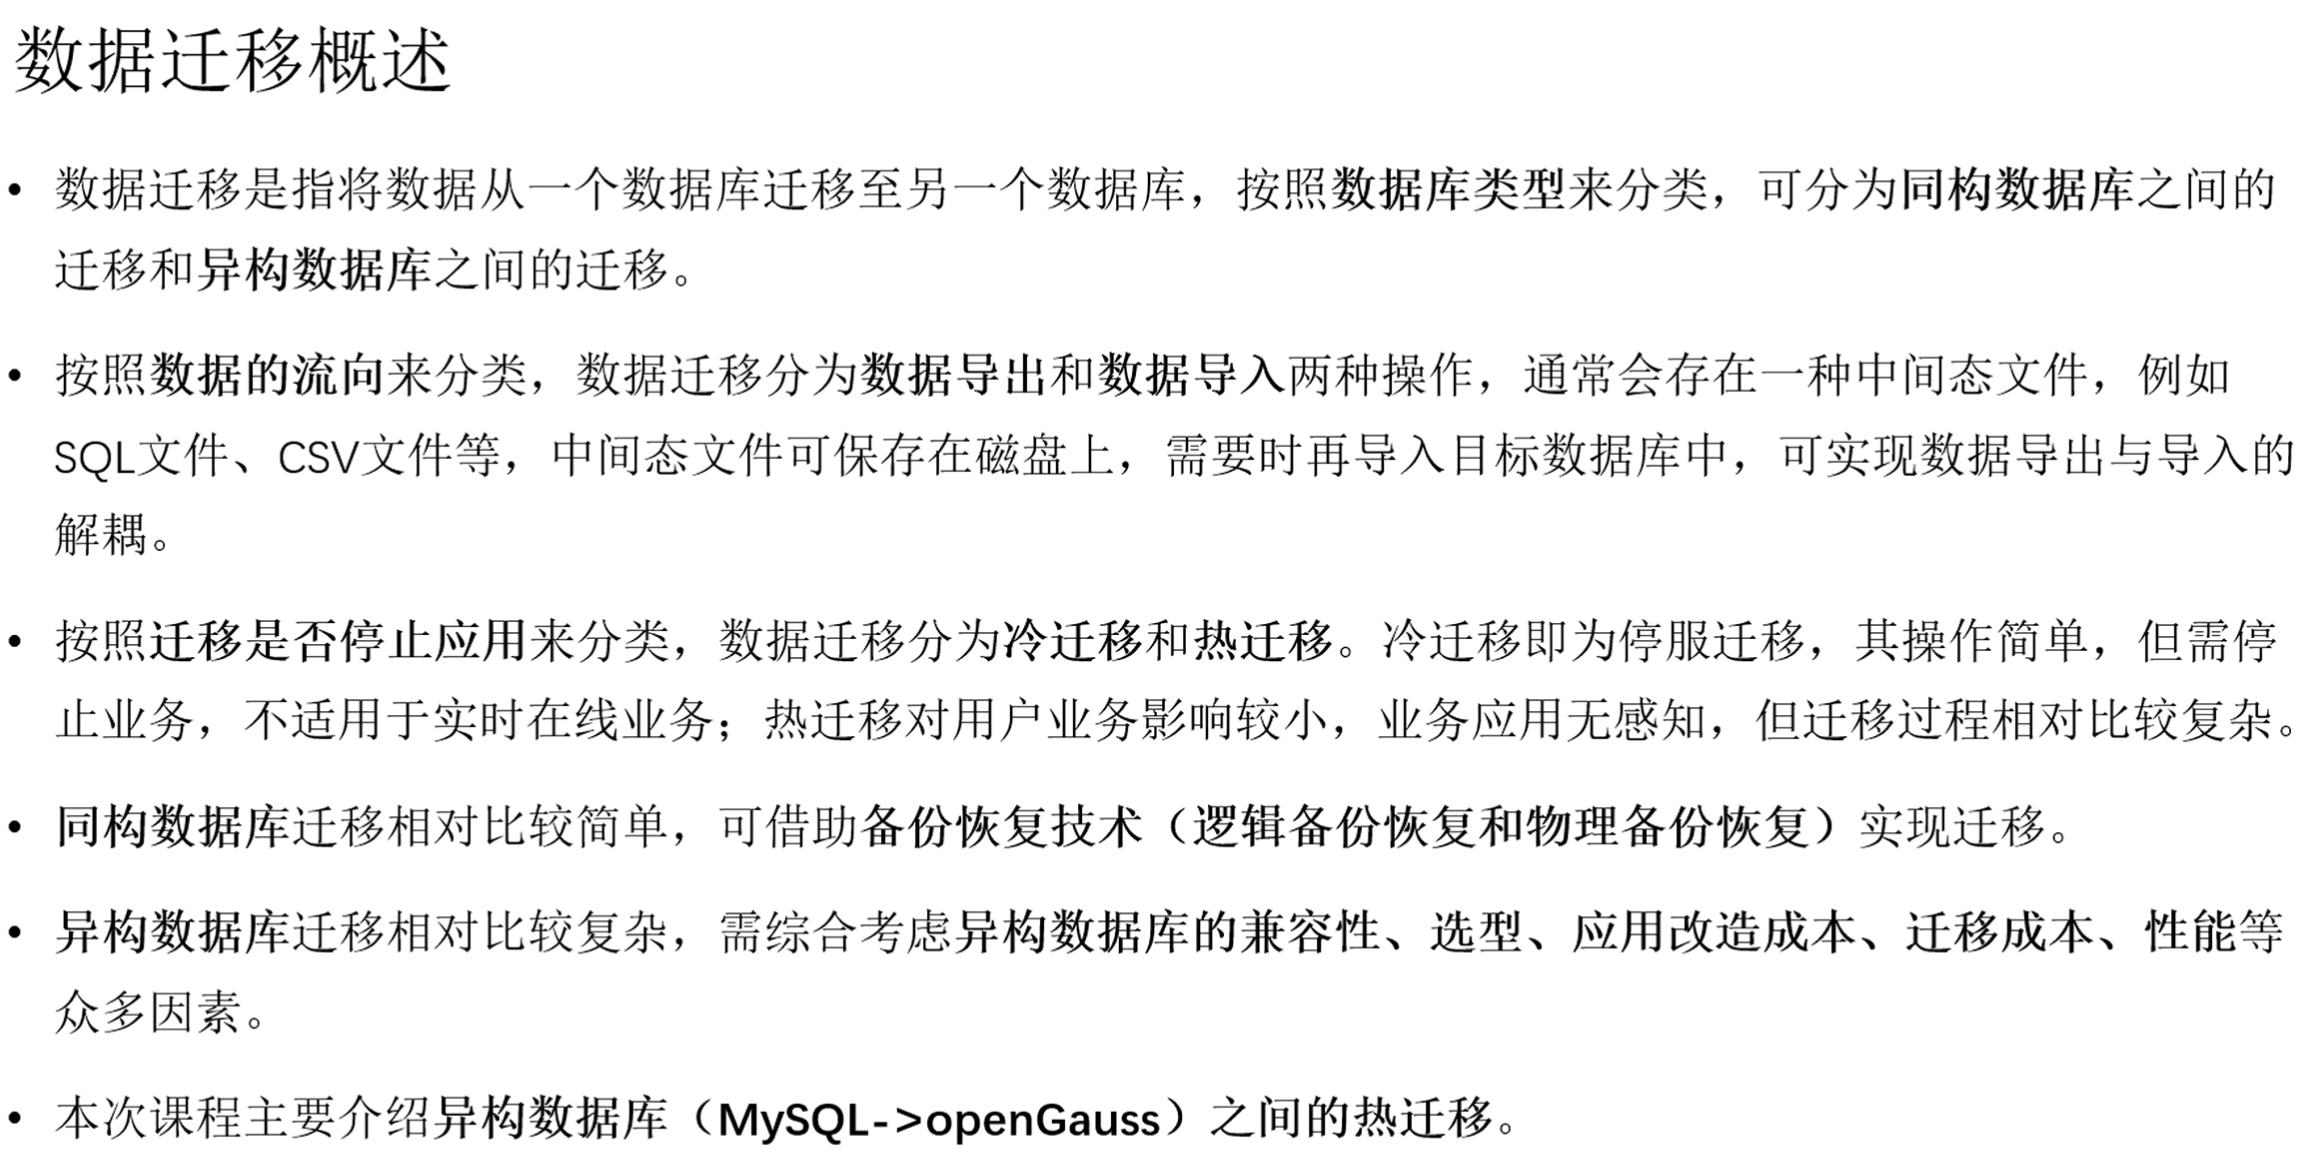 数据迁移概述
• 数据迁移是指将数据从一个数据库迁移至另一个数据库，按照数据库类型来分类，可分为同构数据库之间的
迁移和异构数据库之间的迁移。
• 按照数据的流向来分类，数据迁移分为数据导出和数据导入两种操作，通常会存在一种中间态文件，例如
SQL文件、CSV文件等，中间态文件可保存在磁盘上，需要时再导入目标数据库中，可实现数据导出与导入的
解耦。
• 按照迁移是否停止应用来分类，数据迁移分为冷迁移和热迁移。冷迁移即为停服迁移，其操作简单，但需停
止业务，不适用于实时在线业务；热迁移对用户业务影响较小，业务应用无感知，但迁移过程相对比较复杂。
• 同构数据库迁移相对比较简单，可借助备份恢复技术（逻辑备份恢复和物理备份恢复）实现迁移。
• 异构数据库迁移相对比较复杂，需综合考虑异构数据库的兼容性、选型、应用改造成本、迁移成本、性能等
众多因素。
• 本次课程主要介绍异构数据库（MySQL->openGauss）之间的热迁移。